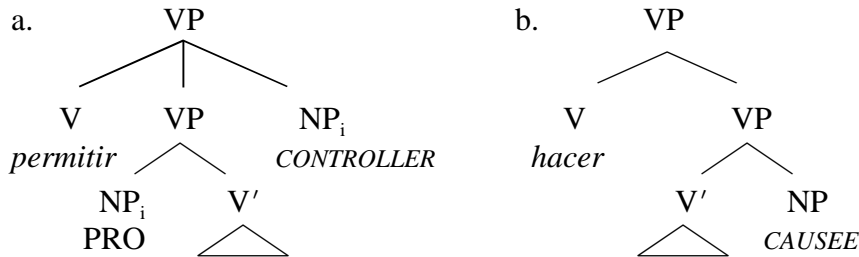 a. VP
V VP NPᵢ
permitir CONTROLLER
NPᵢ V′
PRO
b. VP
V VP
hacer
V′ NP
CAUSEE